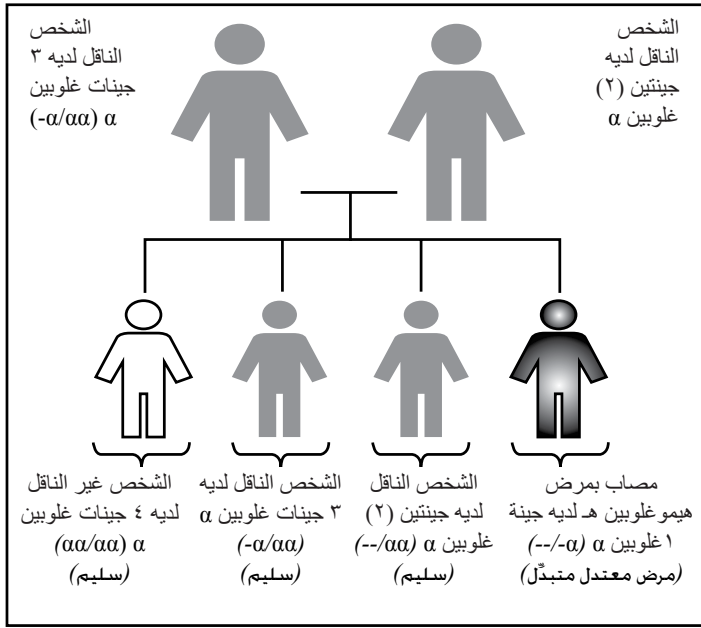 الشخص
الناقل لديه ٣
جينات غلوبين
α (-α/αα)
الشخص
الناقل لديه
جينتين (٢)
غلوبين α
الشخص غير الناقل
لديه ٤ جينات غلوبين
α (αα/αα)
(سليم)
الشخص الناقل لديه
٣ جينات غلوبين α
(-α/αα)
(سليم)
الشخص الناقل
لديه جينتين (٢)
غلوبين α (--/αα)
(سليم)
مصاب بمرض
هيموغلوبين هـ لديه جينة
١غلوبين α (--/-α)
(مرض معتدل متبدّل)